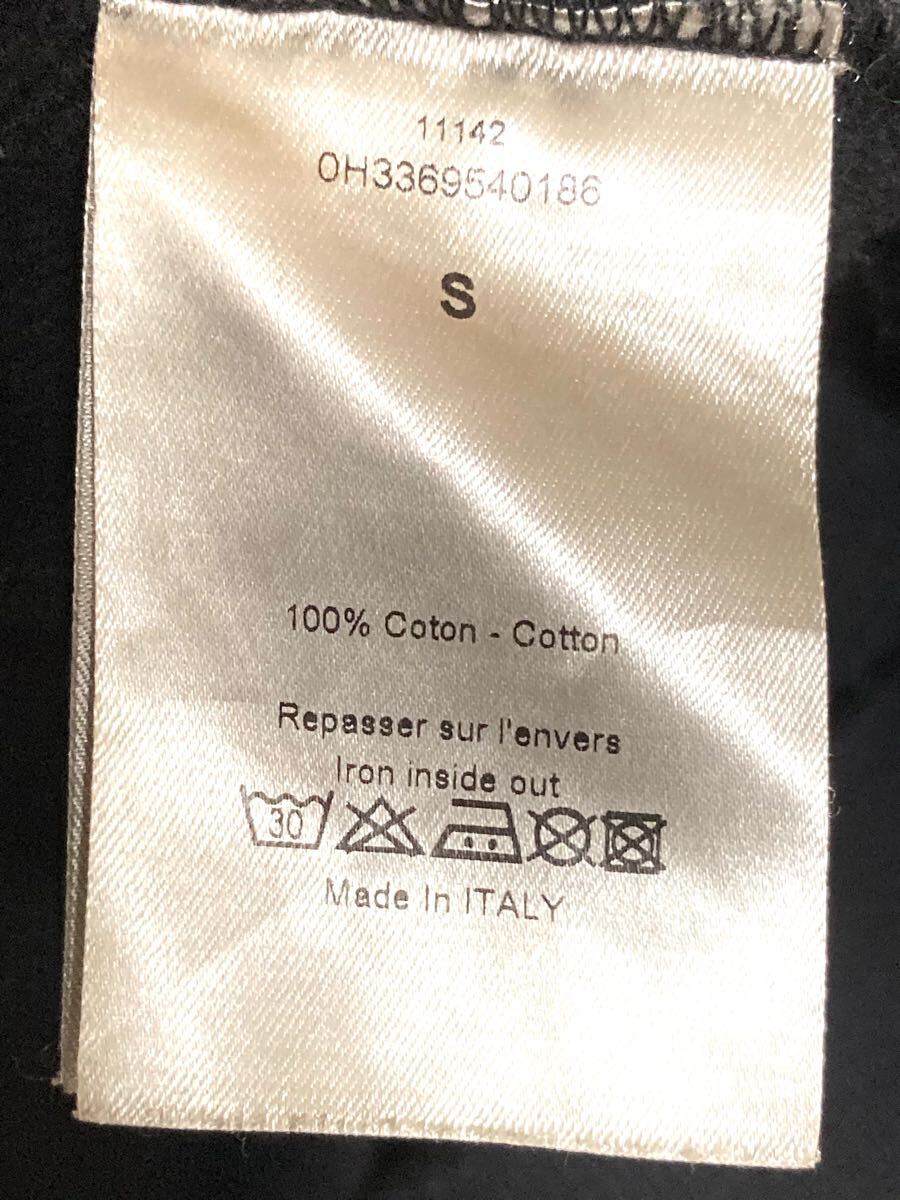 11142
0H3369540186
S
100% Coton - Cotton
Repasser sur l'envers
Iron inside out
30
Made In ITALY